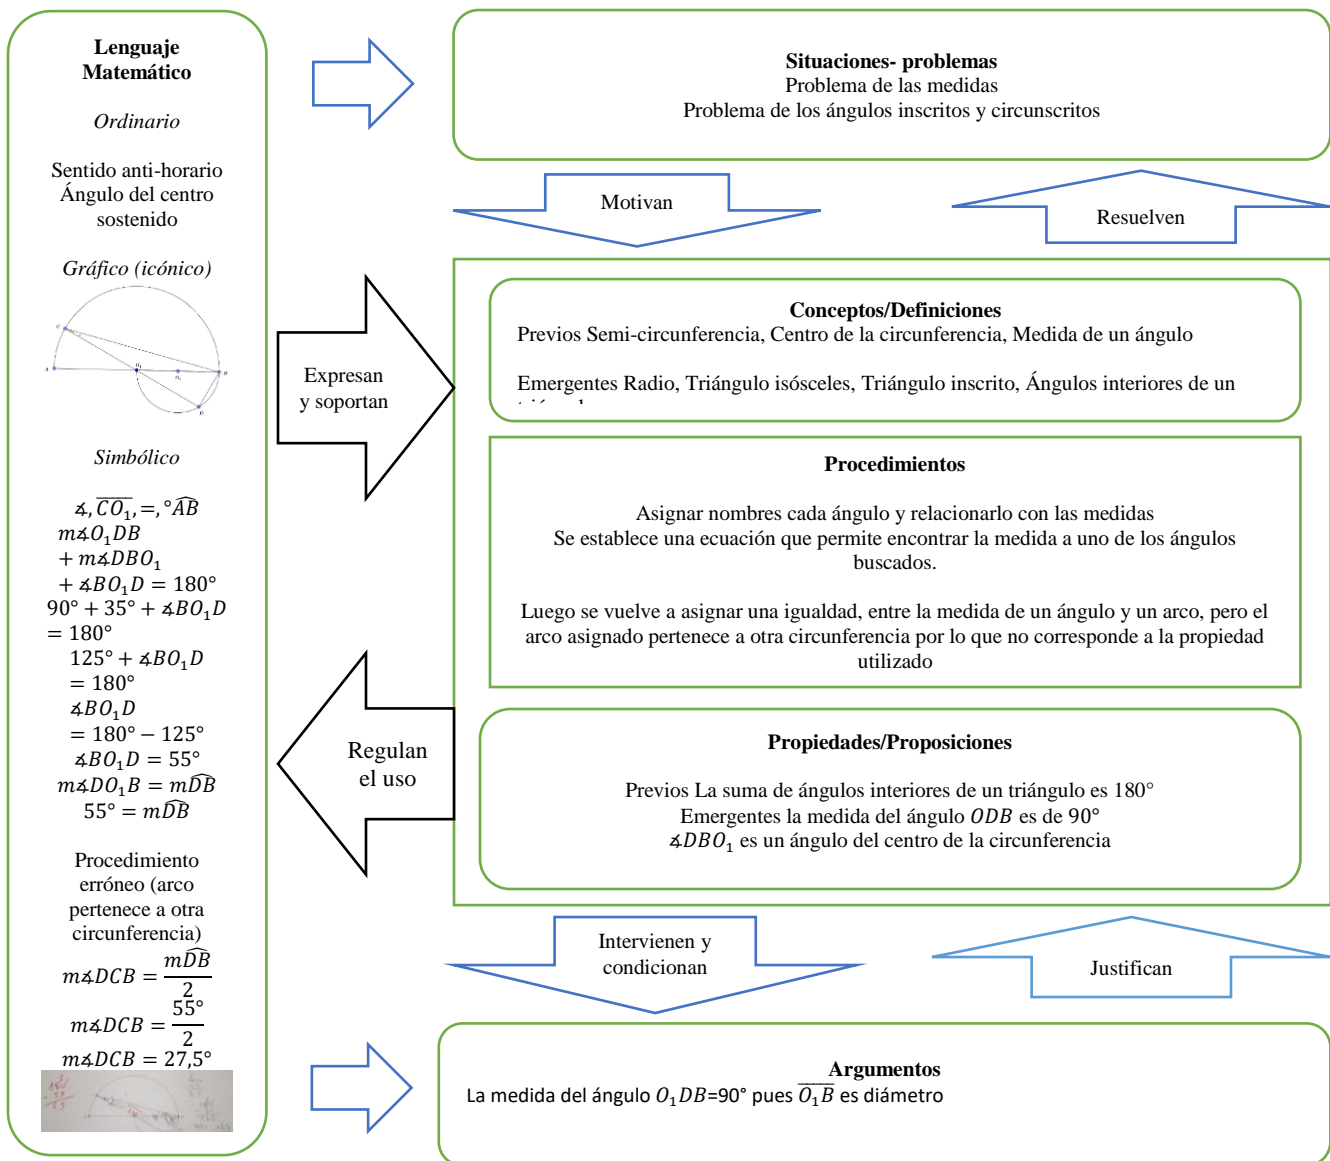 Lenguaje
Matemático
Ordinario
Sentido anti-horario
Ángulo del centro
sostenido
Gráfico (icónico)
C
A
O₁
B
D
Simbólico
∡, \overline{CO₁}, =, ° \widehat{AB}
m∡O₁DB
+ m∡DBO₁
+ ∡BO₁D = 180°
90° + 35° + ∡BO₁D
= 180°
125° + ∡BO₁D
= 180°
∡BO₁D
= 180° − 125°
∡BO₁D = 55°
m∡DO₁B = m\widehat{DB}
55° = m\widehat{DB}
Procedimiento
erróneo (arco
pertenece a otra
circunferencia)
m∡DCB = m\widehat{DB}/2
m∡DCB = 55°/2
m∡DCB = 27,5°
Situaciones- problemas
Problema de las medidas
Problema de los ángulos inscritos y circunscritos
Motivan
Resuelven
Expresan
y soportan
Conceptos/Definiciones
Previos Semi-circunferencia, Centro de la circunferencia, Medida de un ángulo
Emergentes Radio, Triángulo isósceles, Triángulo inscrito, Ángulos interiores de un
Procedimientos
Asignar nombres cada ángulo y relacionarlo con las medidas
Se establece una ecuación que permite encontrar la medida a uno de los ángulos
buscados.
Luego se vuelve a asignar una igualdad, entre la medida de un ángulo y un arco, pero el
arco asignado pertenece a otra circunferencia por lo que no corresponde a la propiedad
utilizado
Regulan
el uso
Propiedades/Proposiciones
Previos La suma de ángulos interiores de un triángulo es 180°
Emergentes la medida del ángulo ODB es de 90°
∡DBO₁ es un ángulo del centro de la circunferencia
Intervienen y
condicionan
Justifican
Argumentos
La medida del ángulo O₁DB=90° pues \overline{O₁B} es diámetro